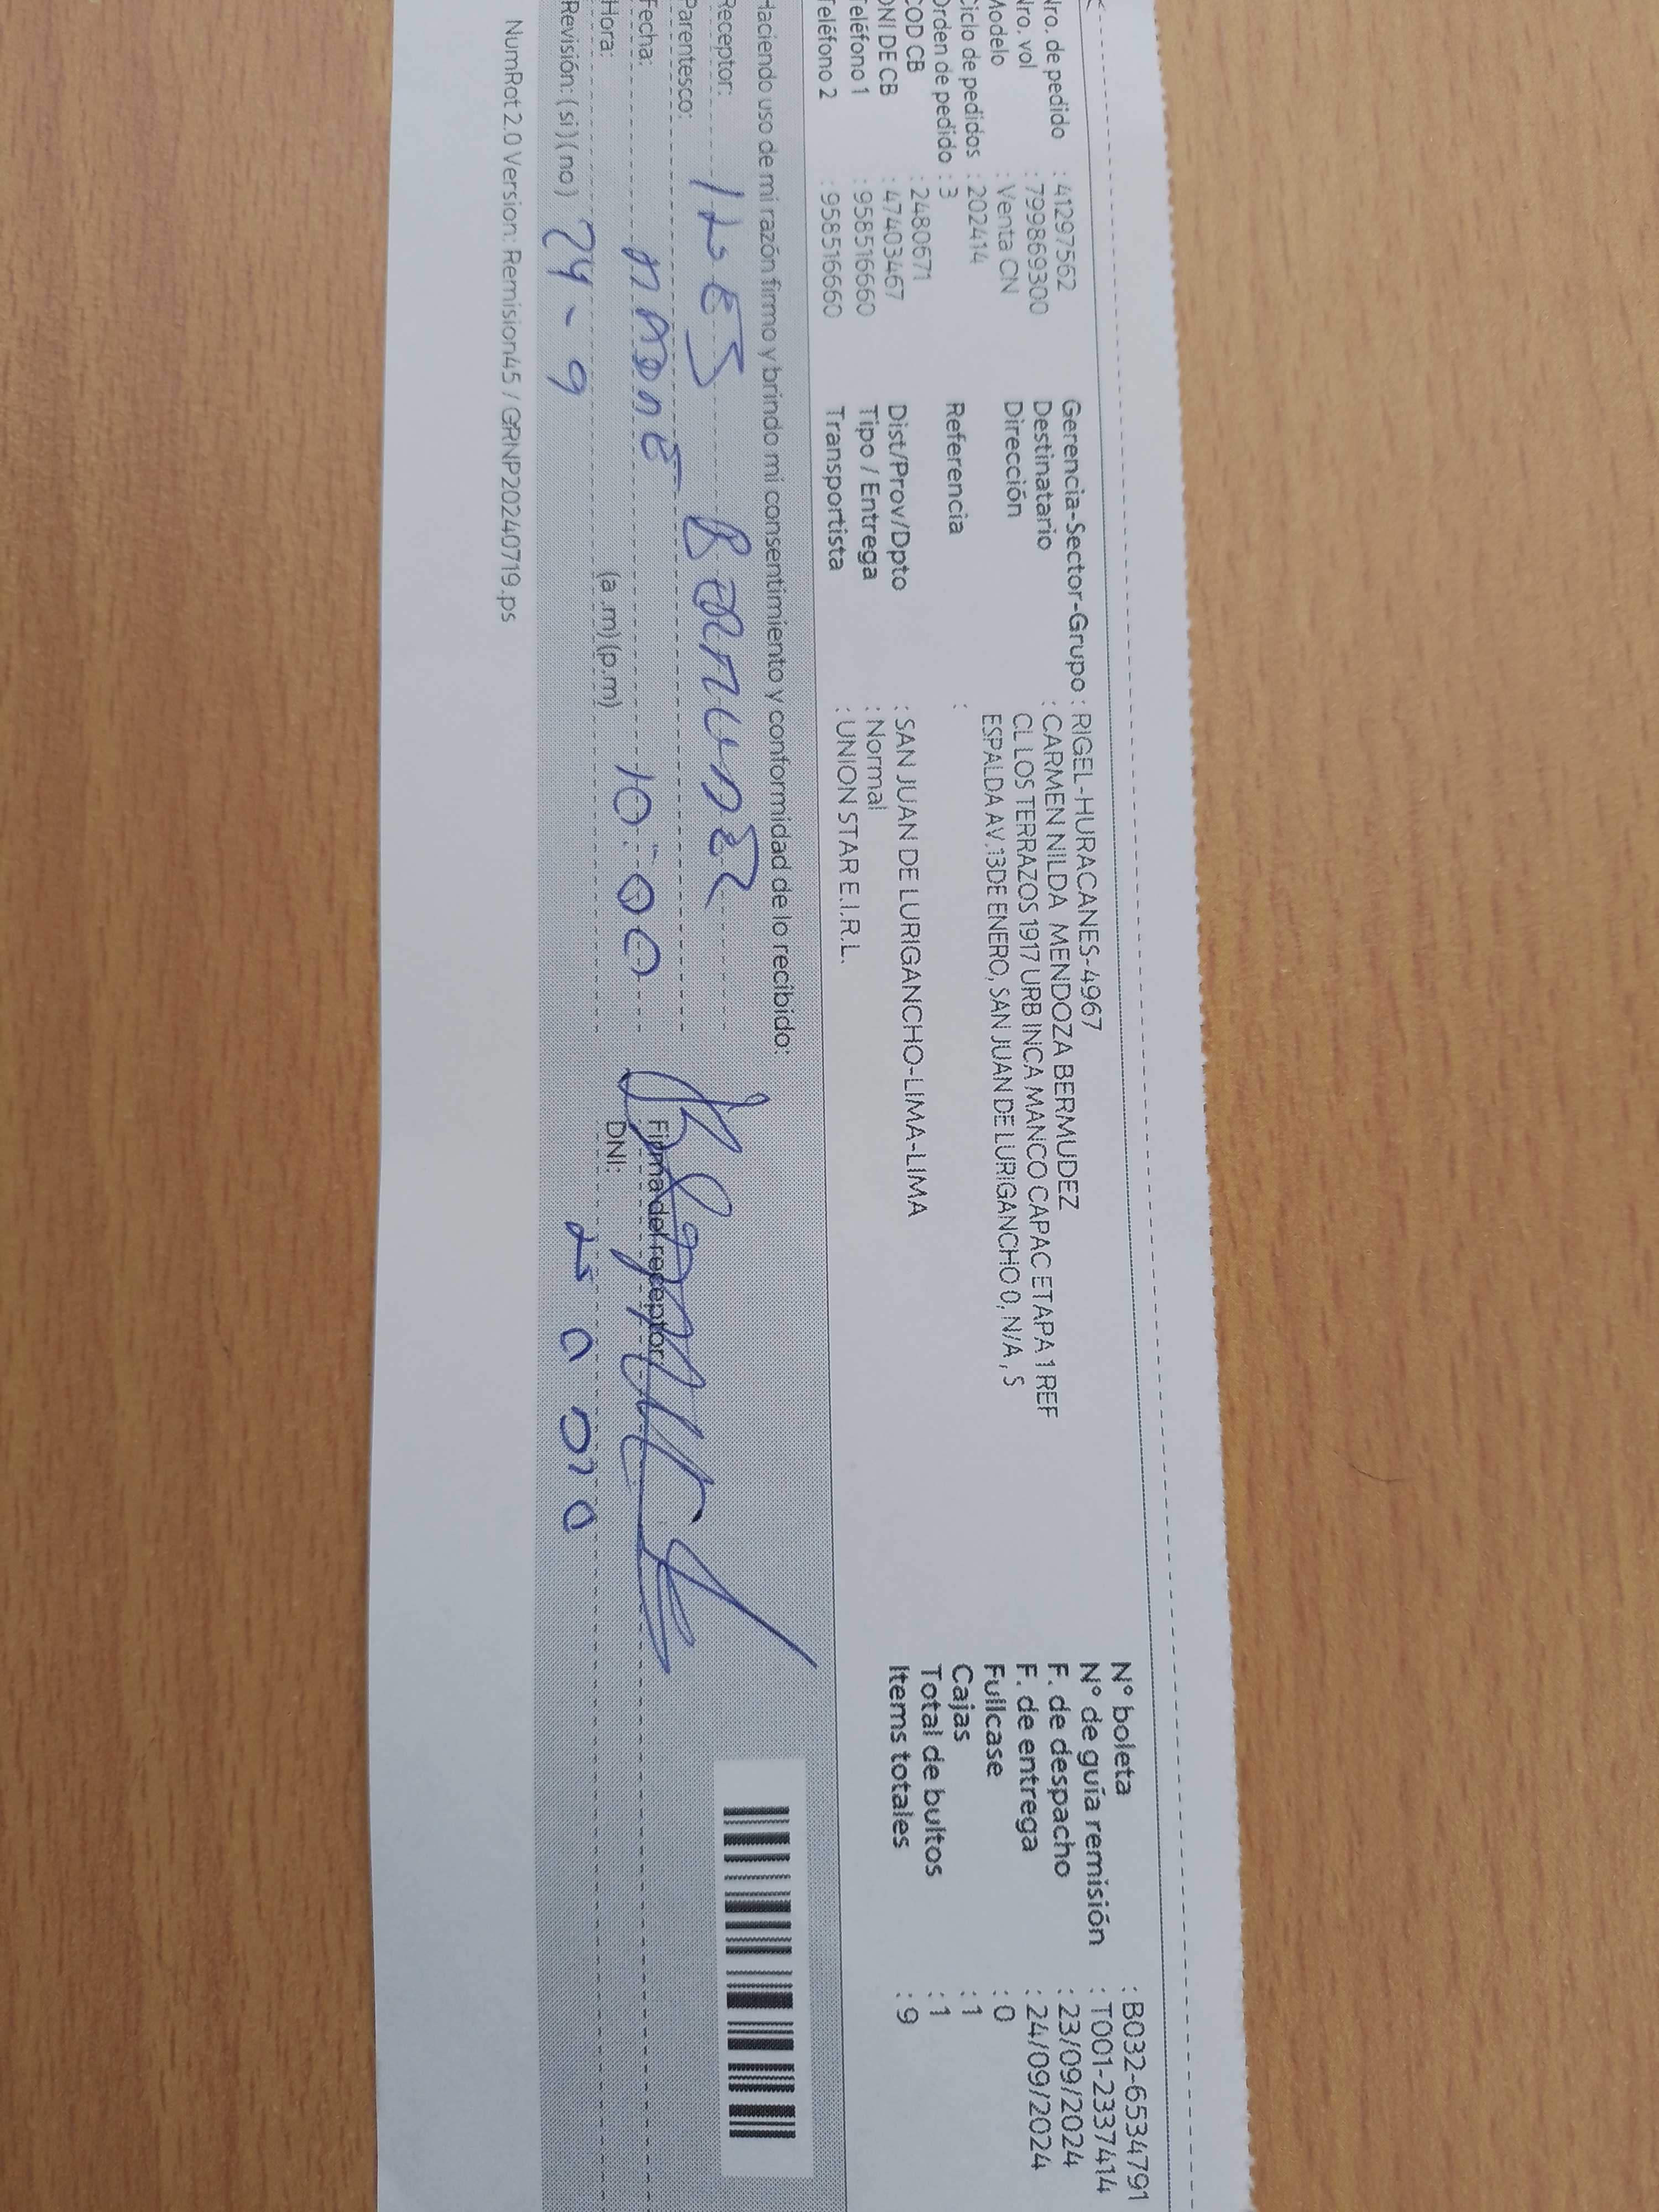 Nro. de pedido : 41297562
Nro. vol : 799869300
Modelo : Venta CN
Ciclo de pedidos : 202414
Orden de pedido : 3
COD CB : 2480671
DNI DE CB : 47403467
Teléfono 1 : 958516660
Teléfono 2 : 958516660
Gerencia-Sector-Grupo : RIGEL-HURACANES-4967
Destinatario : CARMEN NILDA MENDOZA BERMUDEZ
Dirección CL LOS TERRAZOS 1917 URB INCA MANCO CAPAC ETAPA 1 REF
ESPALDA AV.13DE ENERO, SAN JUAN DE LURIGANCHO 0, N/A , S
Referencia :
Dist/Prov/Dpto : SAN JUAN DE LURIGANCHO-LIMA-LIMA
Tipo / Entrega : Normal
Transportista : UNION STAR E.I.R.L.
N° boleta : B032-6534791
N° de guía remisión : T001-2337414
F. de despacho : 23/09/2024
F. de entrega : 24/09/2024
Fullcase : 0
Cajas : 1
Total de bultos : 1
Items totales : 9
Haciendo uso de mi razón firmo y brindo mi consentimiento y conformidad de lo recibido:
Receptor:
Parentesco:
Fecha:
Hora: (a.m)(p.m) 10:00
Revisión: (si) (no) 24-9
Firma del receptor
DNI:
NumRot 2.0 Version: Remision45 / GRNP20240719.ps